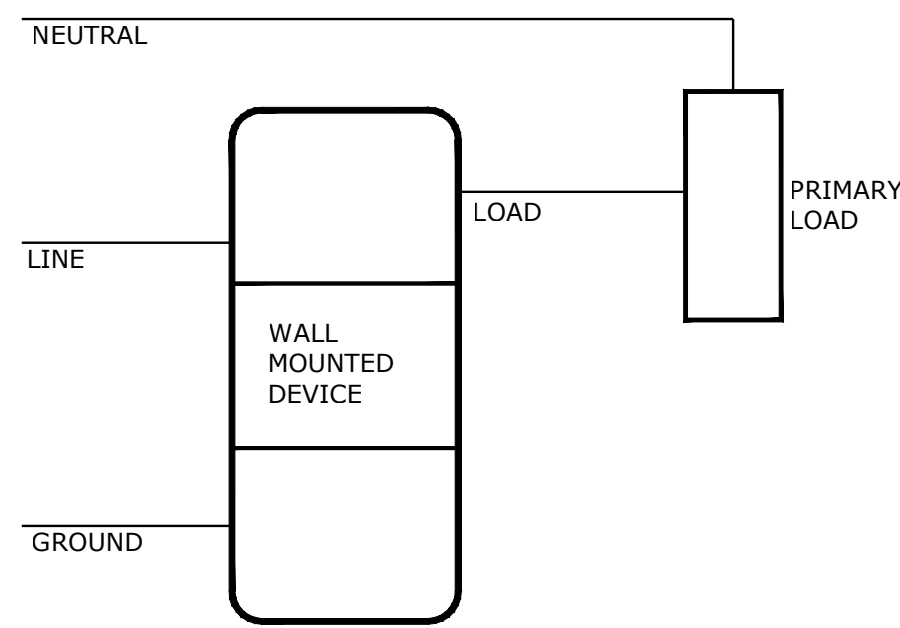 NEUTRAL
LINE
LOAD
PRIMARY
LOAD
WALL
MOUNTED
DEVICE
GROUND